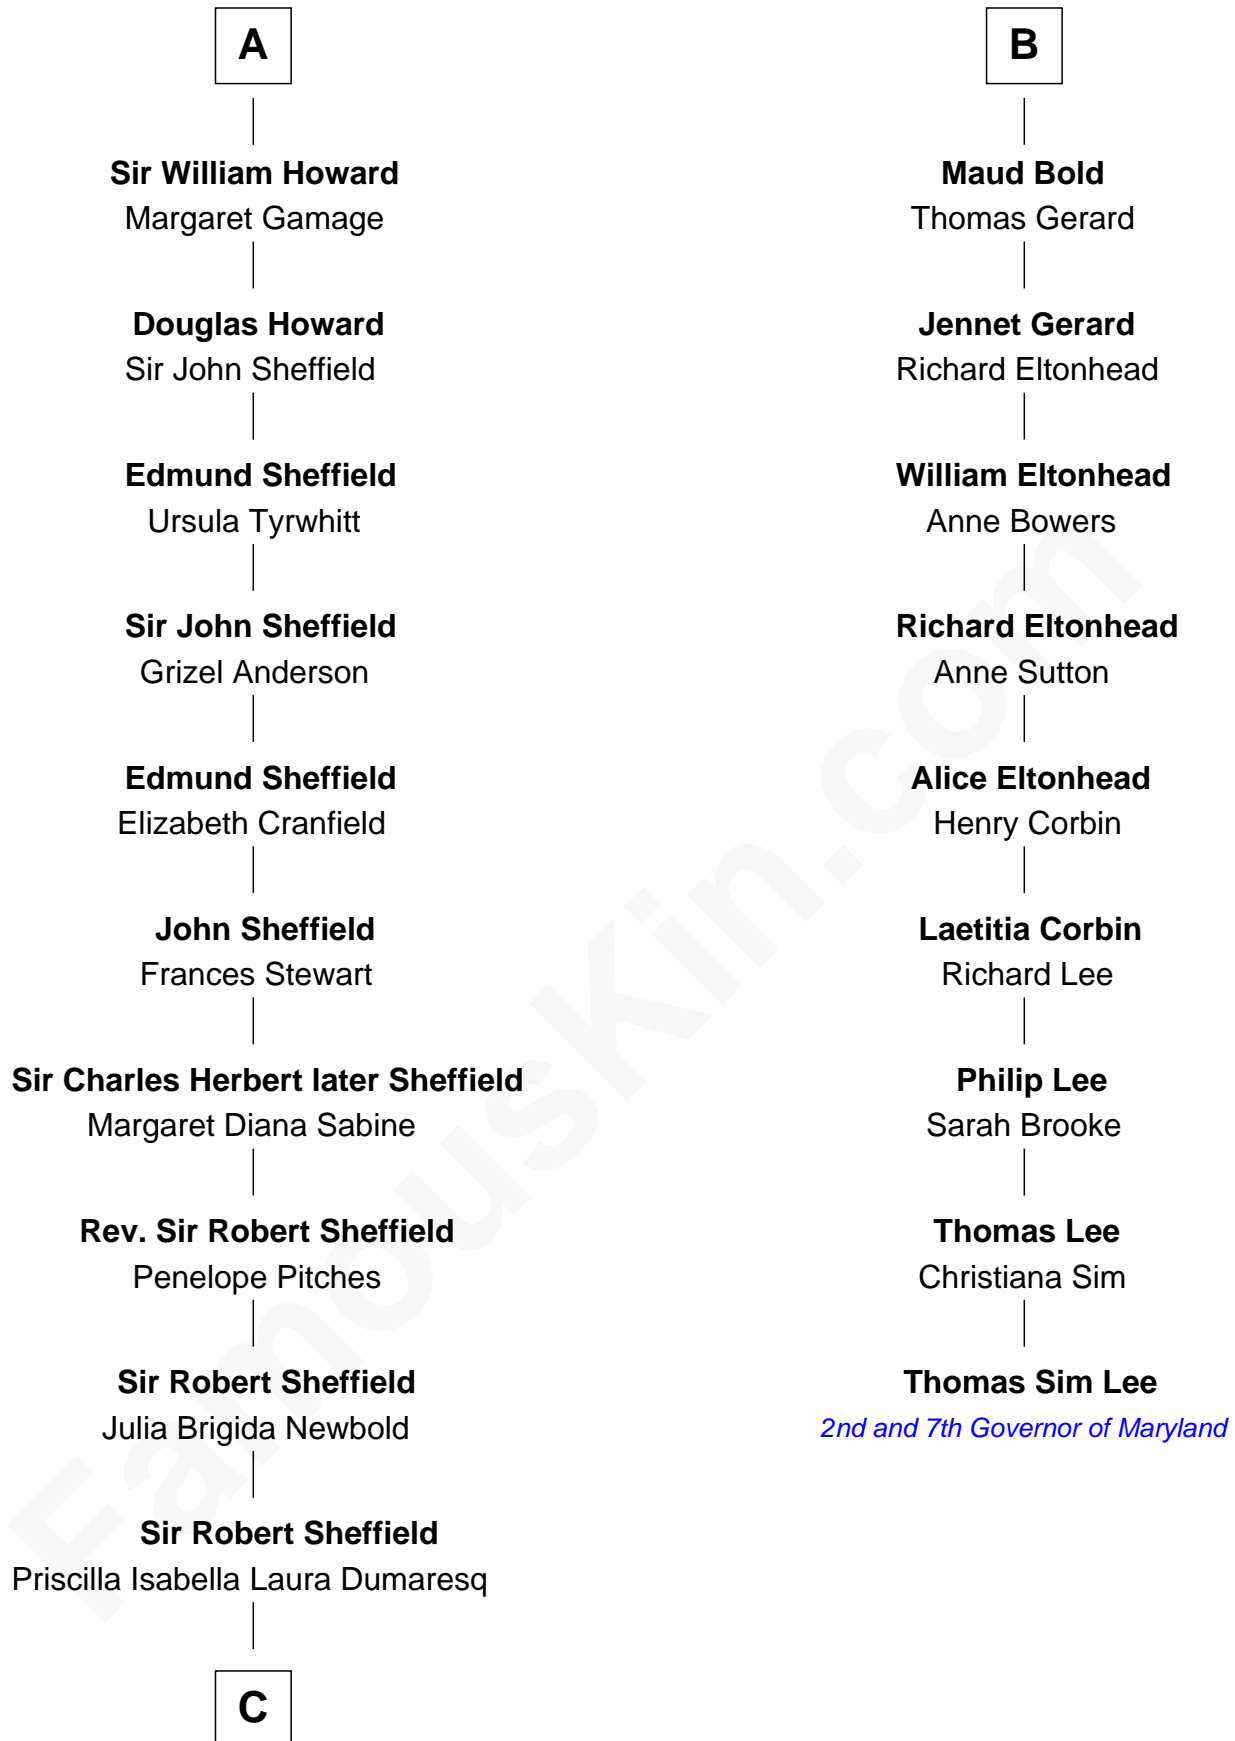 A
Sir William Howard
Margaret Gamage
Douglas Howard
Sir John Sheffield
Edmund Sheffield
Ursula Tyrwhitt
Sir John Sheffield
Grizel Anderson
Edmund Sheffield
Elizabeth Cranfield
John Sheffield
Frances Stewart
Sir Charles Herbert later Sheffield
Margaret Diana Sabine
Rev. Sir Robert Sheffield
Penelope Pitches
Sir Robert Sheffield
Julia Brigida Newbold
Sir Robert Sheffield
Priscilla Isabella Laura Dumaresq
C
B
Maud Bold
Thomas Gerard
Jennet Gerard
Richard Eltonhead
William Eltonhead
Anne Bowers
Richard Eltonhead
Anne Sutton
Alice Eltonhead
Henry Corbin
Laetitia Corbin
Richard Lee
Philip Lee
Sarah Brooke
Thomas Lee
Christiana Sim
Thomas Sim Lee
2nd and 7th Governor of Maryland
FamousKin.com